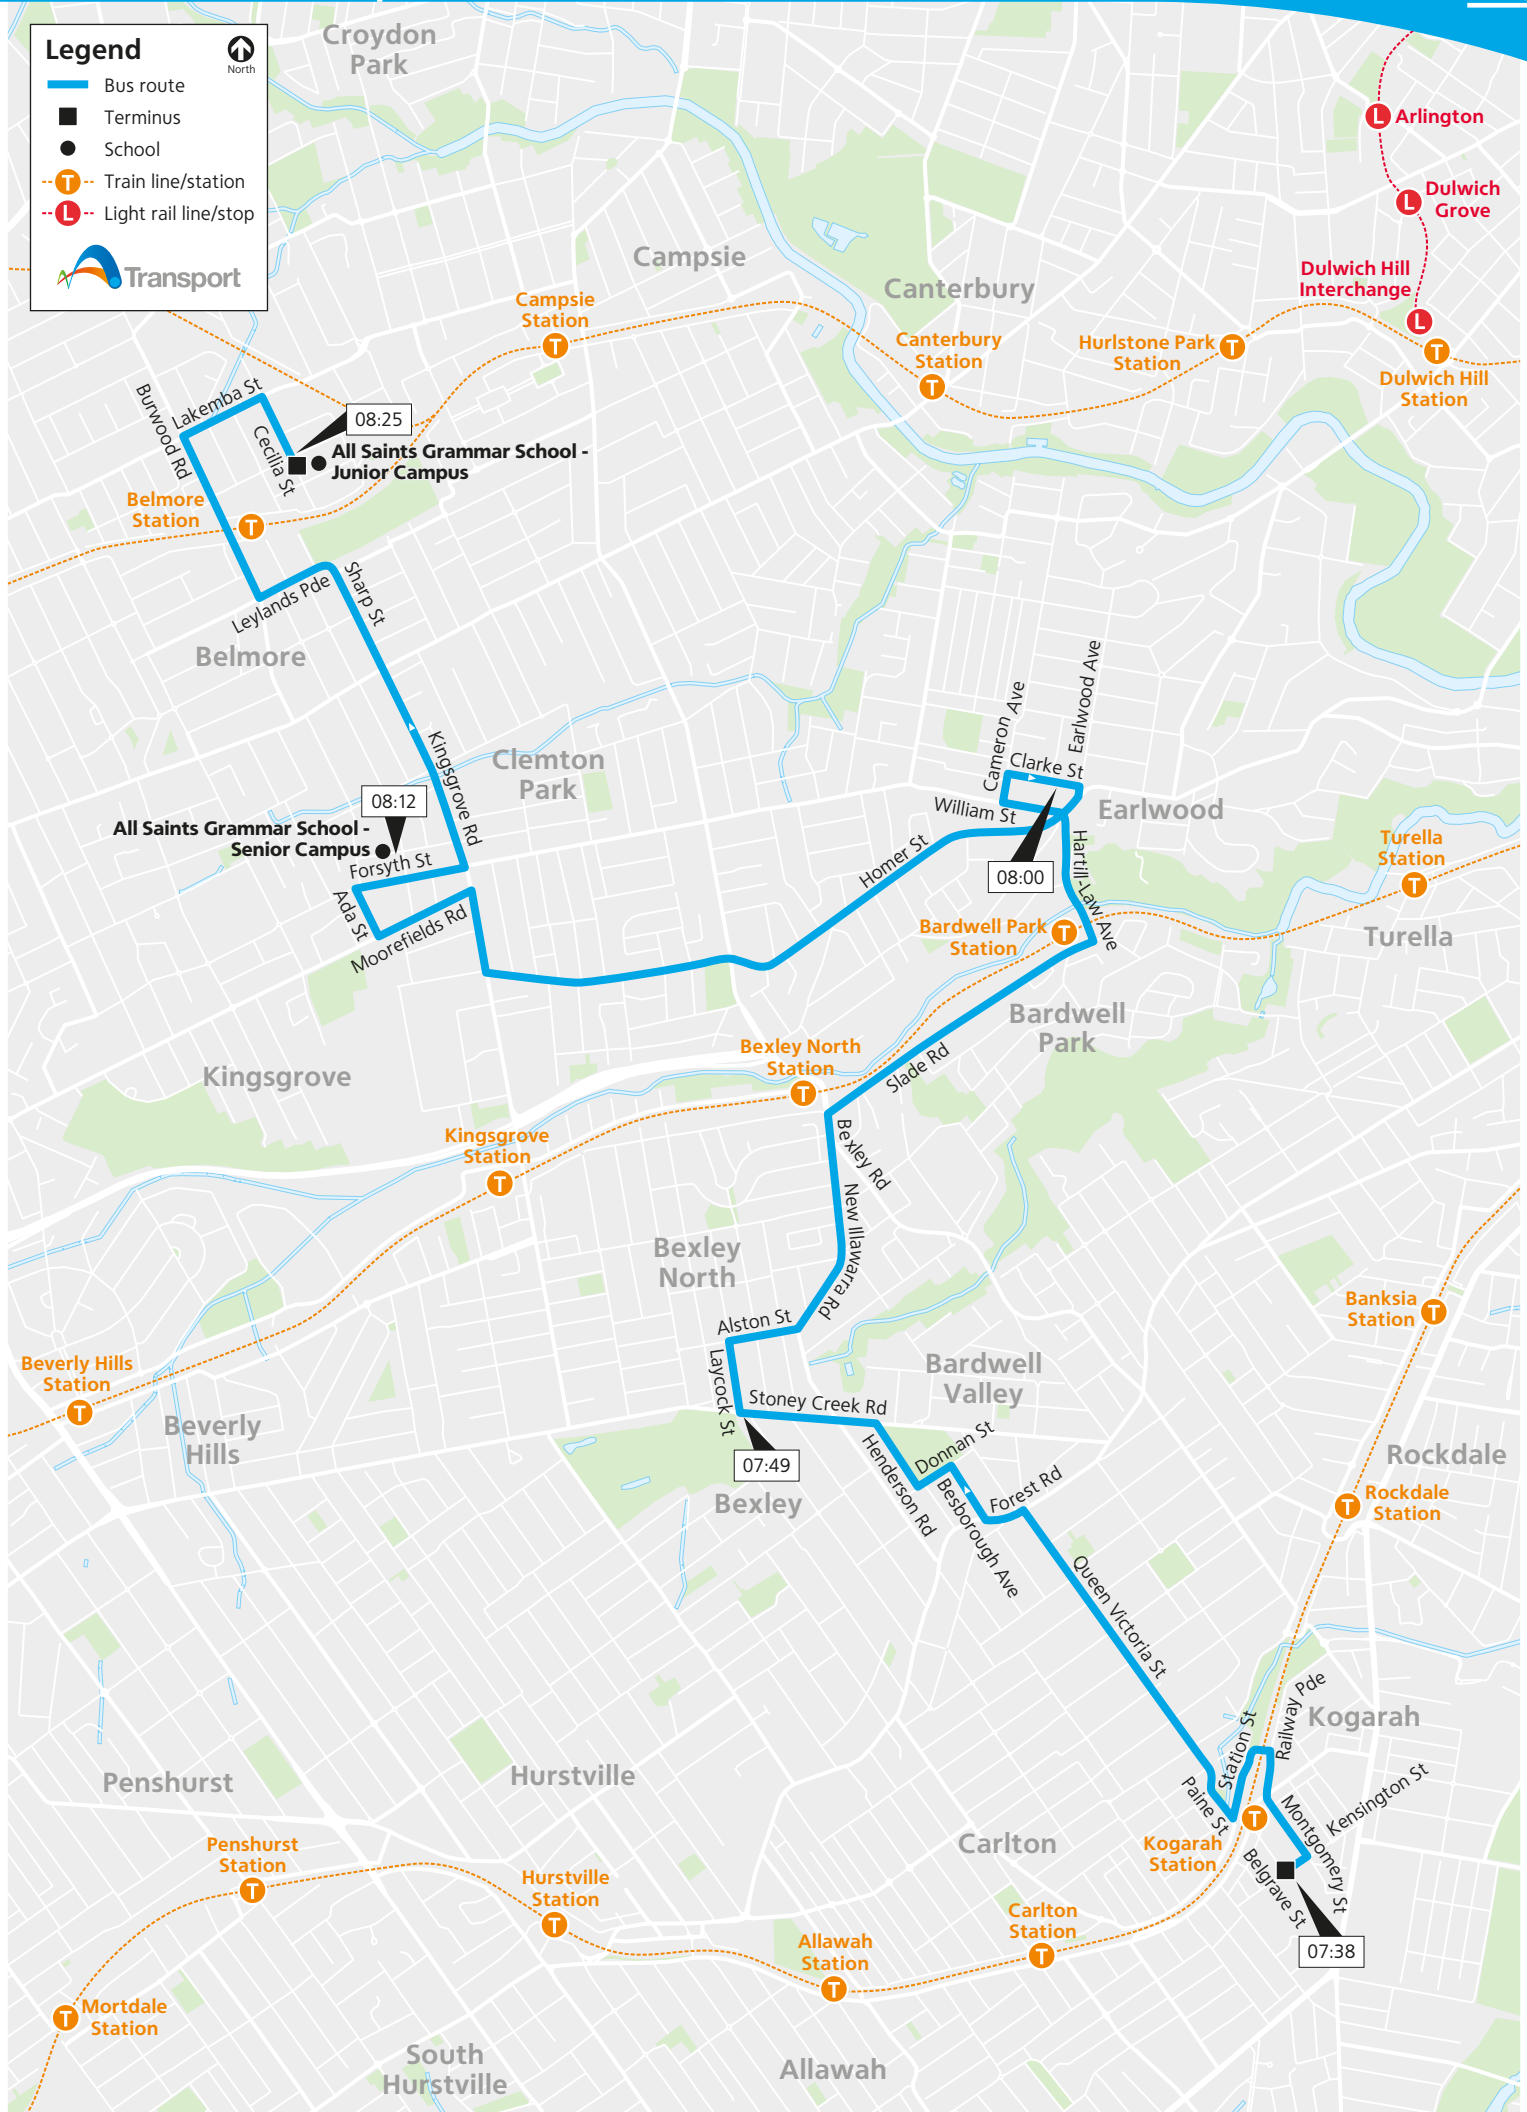 Legend
North
Bus route
Terminus
School
Train line/station
Light rail line/stop
Transport
Croydon
Park
L
Arlington
L
Dulwich
Grove
Campsie
Canterbury
Dulwich Hill
Interchange
L
Campsie
Station
T
Canterbury
Station
T
Hurlstone Park
Station
T
T
Dulwich Hill
Station
Burwood Rd
Lakemba St
Cecilia St
08:25
All Saints Grammar School -
Junior Campus
Belmore
Station
T
Leylands Pde
Sharp St
Belmore
Kingsgrove Rd
Clemton
Park
Cameron Ave
Earlwood Ave
Clarke St
William St
Earlwood
08:12
All Saints Grammar School -
Senior Campus
Forsyth St
Ada St
Moorefields Rd
Homer St
08:00
Hartill-Law Ave
Turella
Station
T
Turella
Bardwell Park
Station
T
Bardwell
Park
Slade Rd
Bexley North
Station
T
Kingsgrove
Kingsgrove
Station
T
Bexley Rd
New Illawarra Rd
Bexley
North
Alston St
Laycock St
Stoney Creek Rd
Bardwell
Valley
Banksia
Station
T
Beverly Hills
Station
T
Beverly
Hills
07:49
Bexley
Henderson Rd
Donnan St
Besborough Ave
Forest Rd
Rockdale
T
Rockdale
Station
Queen Victoria St
Paine St
Station St
Railway Pde
Kogarah
Kensington St
Montgomery St
Belgrave St
Kogarah
Station
T
07:38
Penshurst
Hurstville
Carlton
Penshurst
Station
T
Hurstville
Station
T
Carlton
Station
T
Allawah
Station
T
T
Mortdale
Station
South
Hurstville
Allawah